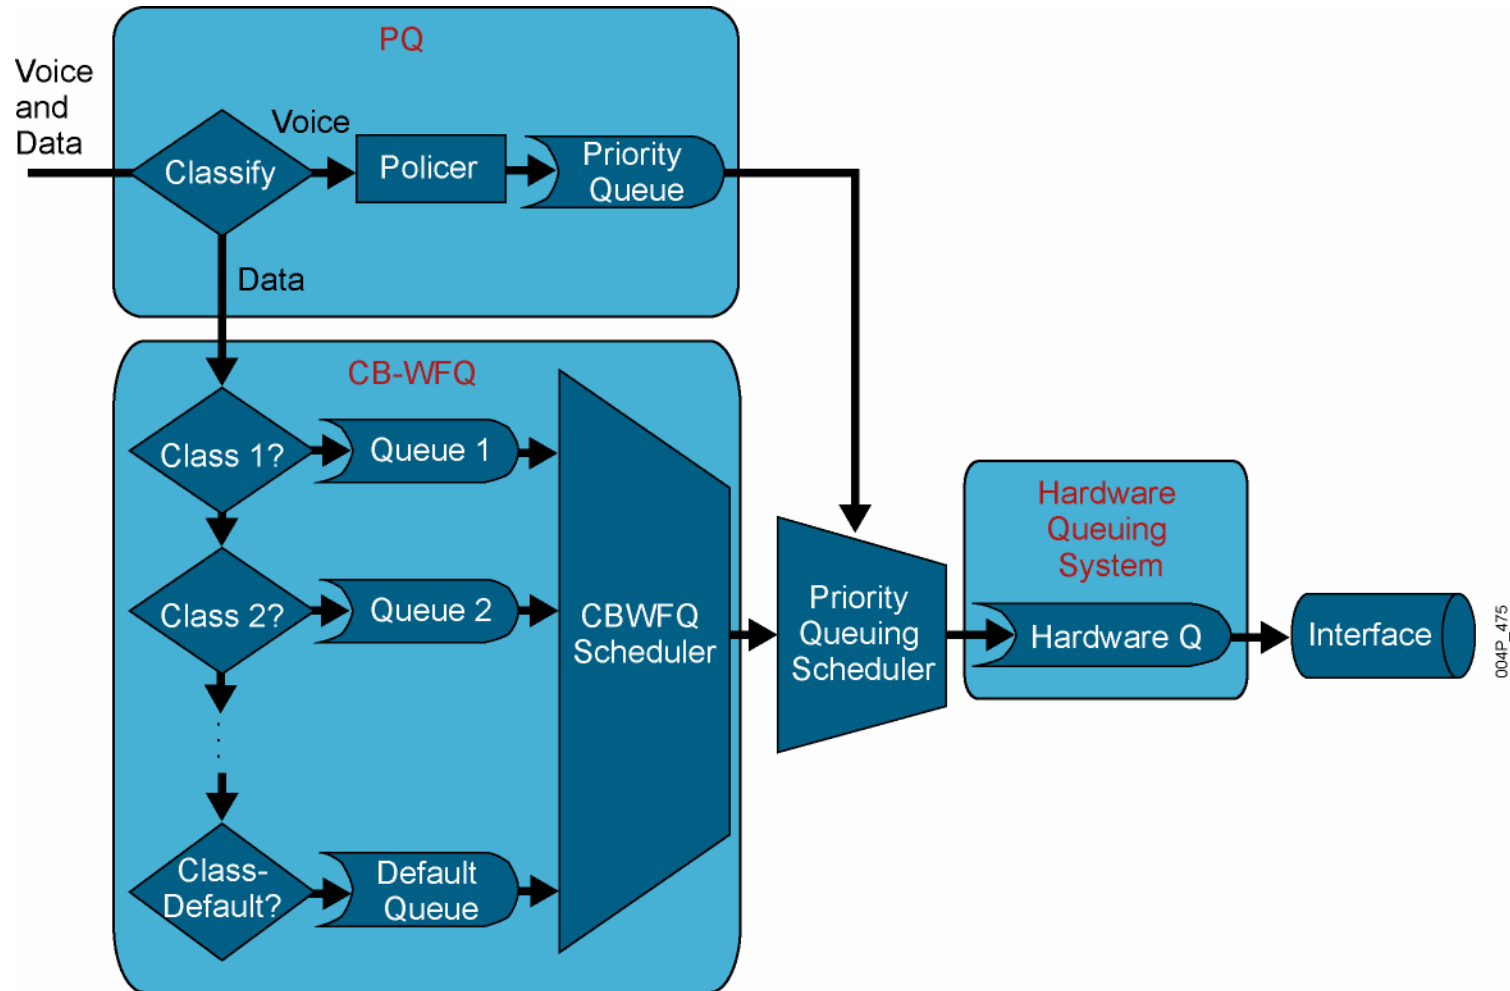 PQ
Voice
and
Data
Classify
Voice
Policer
Priority
Queue
Data
CB-WFQ
Class 1?
Queue 1
Class 2?
Queue 2
CBWFQ
Scheduler
Class-
Default?
Default
Queue
Priority
Queuing
Scheduler
Hardware
Queuing
System
Hardware Q
Interface
004P_475